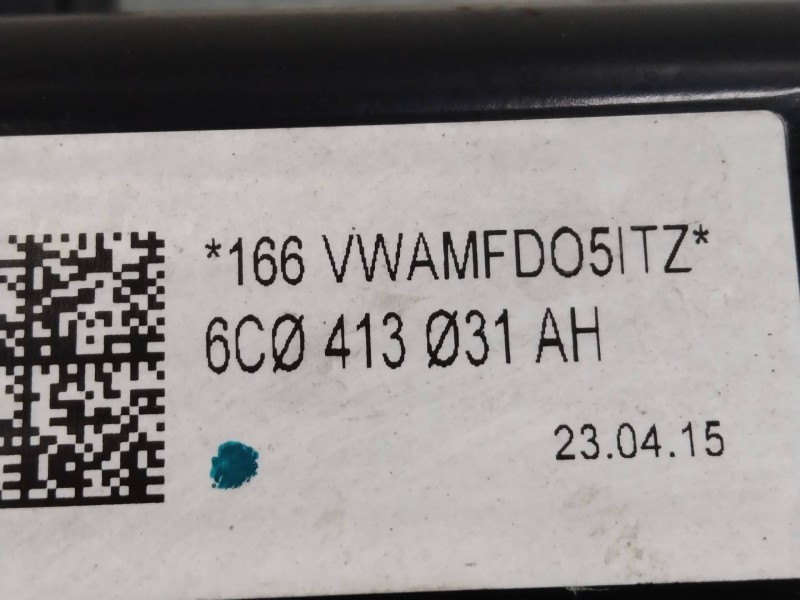 *166 VWAMFDO5ITZ*
6CØ 413 Ø31 AH
23.04.15